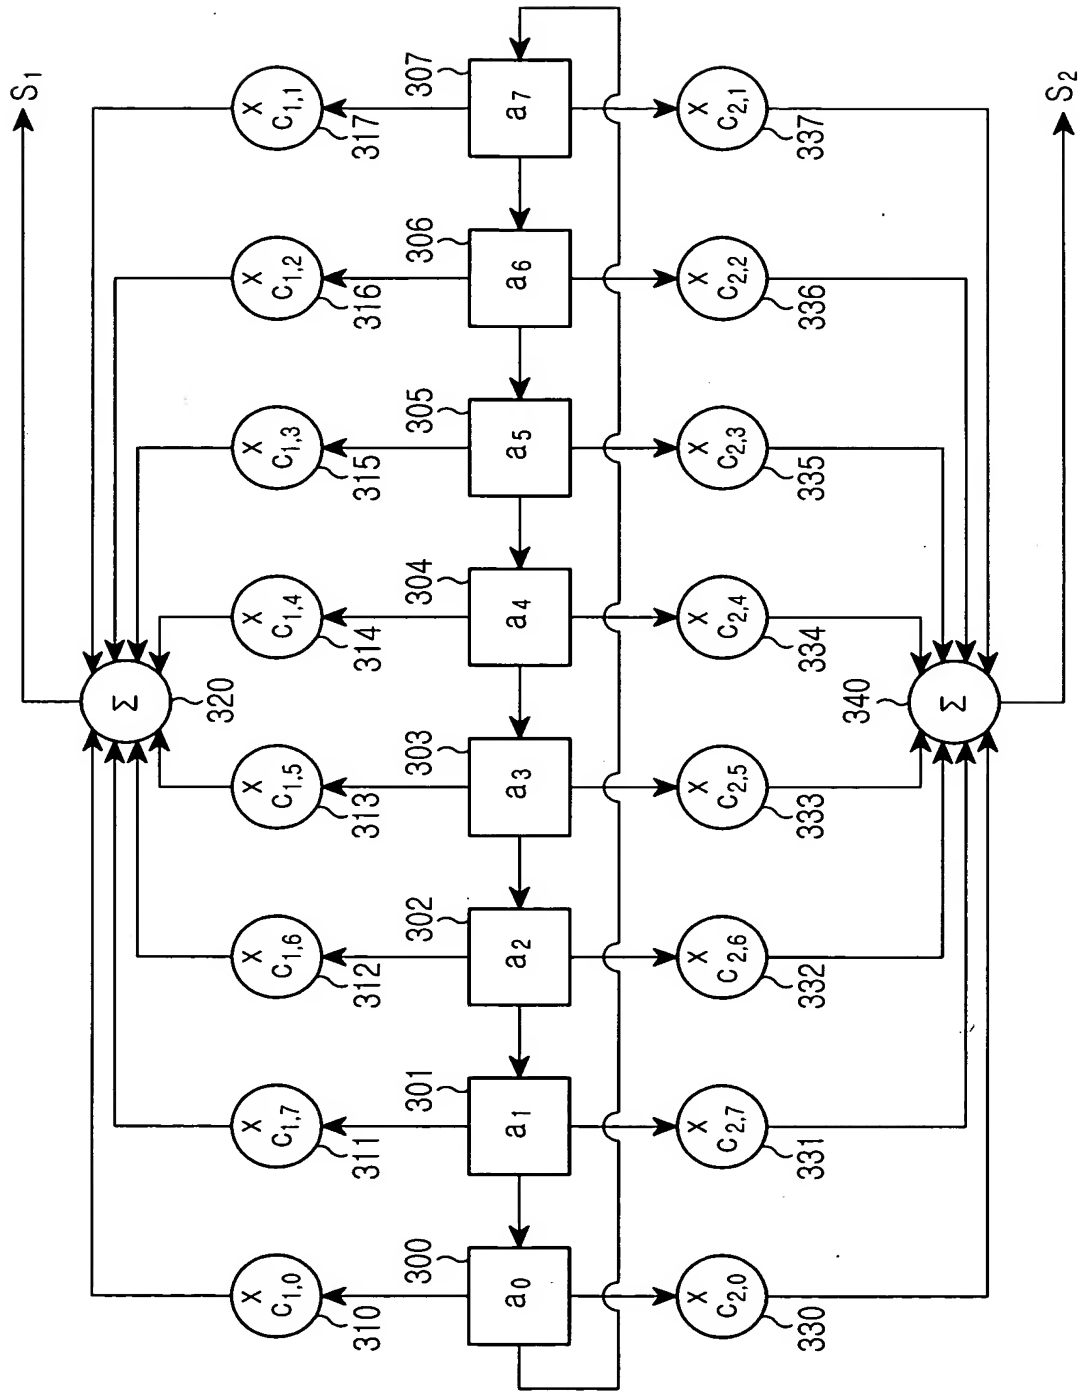 S₁
X C₁,₀ 310
X C₁,₇ 311
X C₁,₆ 312
X C₁,₅ 313
Σ 320
X C₁,₄ 314
X C₁,₃ 315
X C₁,₂ 316
X C₁,₁ 317
a₀ 300
a₁ 301
a₂ 302
a₃ 303
a₄ 304
a₅ 305
a₆ 306
a₇ 307
X C₂,₀ 330
X C₂,₇ 331
X C₂,₆ 332
X C₂,₅ 333
X C₂,₄ 334
X C₂,₃ 335
X C₂,₂ 336
X C₂,₁ 337
Σ 340
S₂